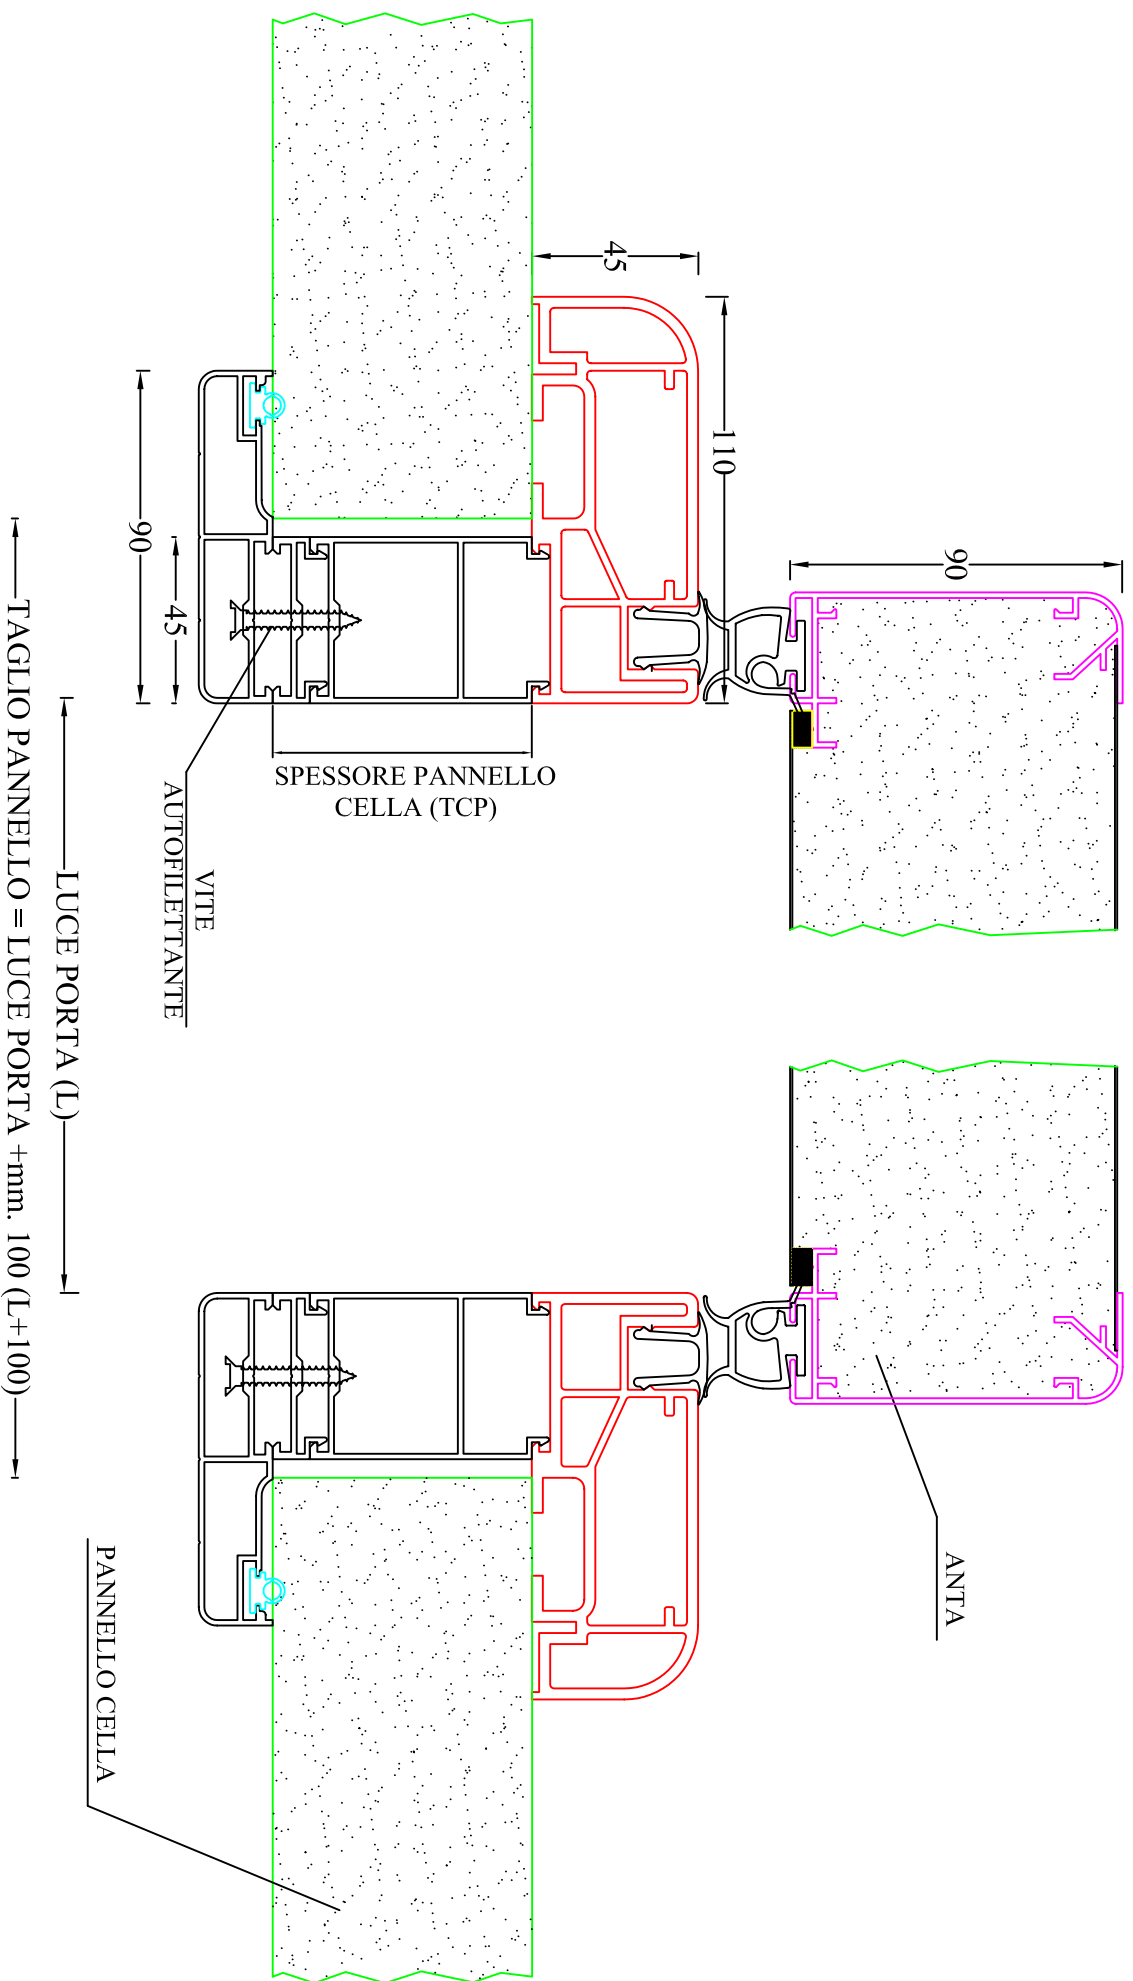 45
110
90
90
45
SPESSORE PANNELLO
CELLA (TCP)
VITE
AUTOFILETTANTE
LUCE PORTA (L)
TAGLIO PANNELLO = LUCE PORTA +mm. 100 (L+100)
ANTA
PANNELLO CELLA